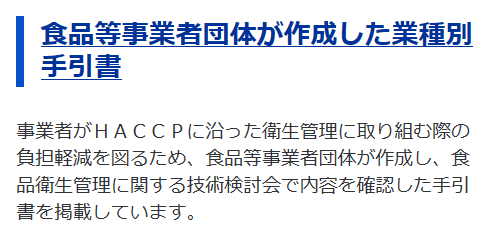 食品等事業者団体が作成した業種別
手引書
事業者がＨＡＣＣＰに沿った衛生管理に取り組む際の
負担軽減を図るため、食品等事業者団体が作成し、食
品衛生管理に関する技術検討会で内容を確認した手引
書を掲載しています。